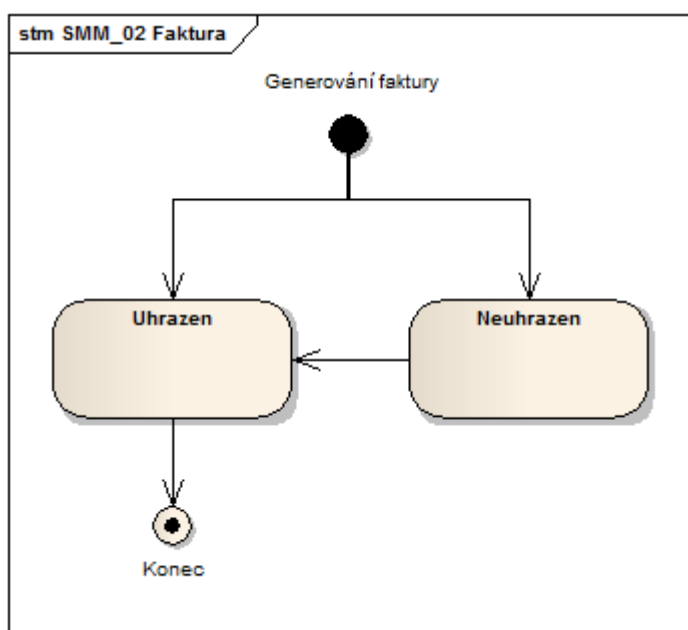 stm SMM_02 Faktura
Generování faktury
Uhrazen
Neuhrazen
Konec